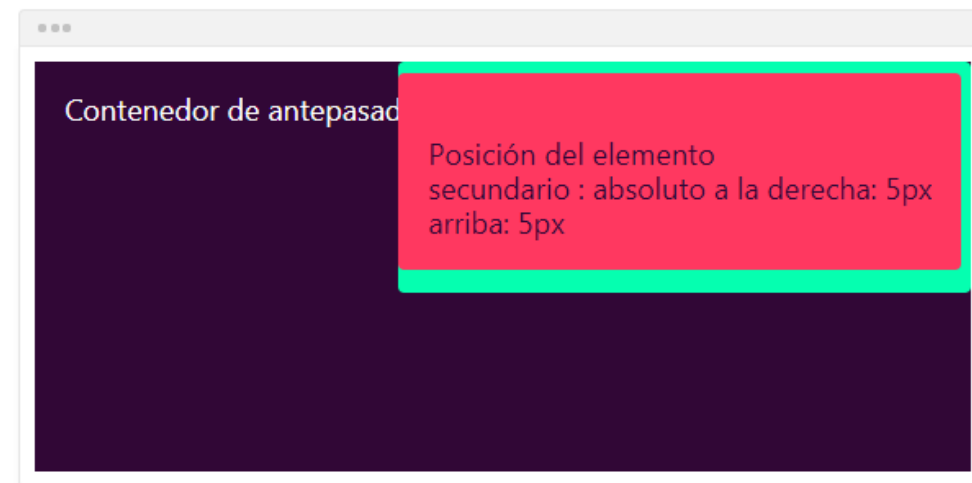 Contenedor de antepasad
Posición del elemento
secundario : absoluto a la derecha: 5px
arriba: 5px